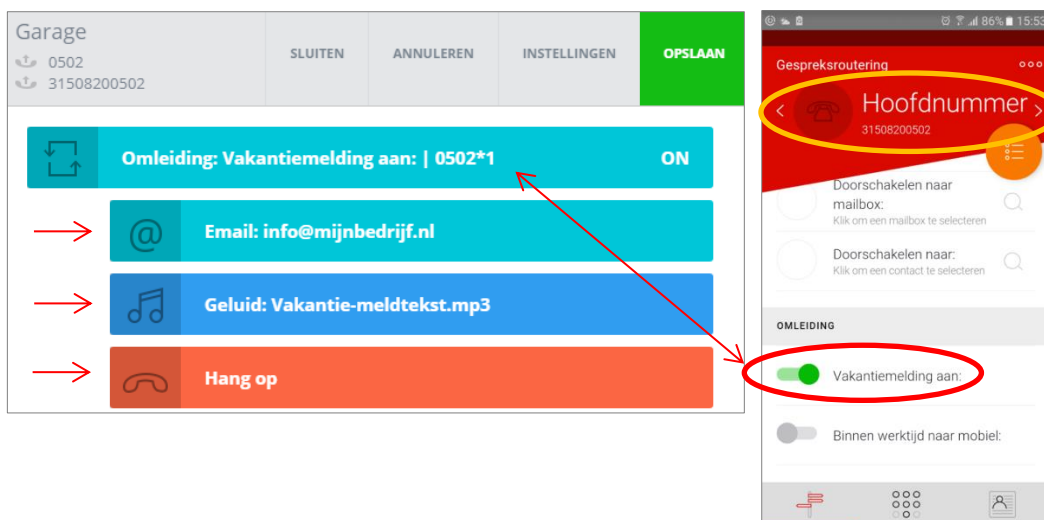 Garage
0502
31508200502
SLUITEN
ANNULEREN
INSTELLINGEN
OPSLAAN
Omleiding: Vakantiemelding aan: | 0502*1
ON
@
Email: info@mijnbedrijf.nl
Geluid: Vakantie-meldtekst.mp3
Hang op
86% 15:53
Gespreksroutering
Hoofdnummer
31508200502
Doorschakelen naar
mailbox:
Klik om een mailbox te selecteren
Doorschakelen naar:
Klik om een contact te selecteren
OMLEIDING
Vakantiemelding aan:
Binnen werktijd naar mobiel: